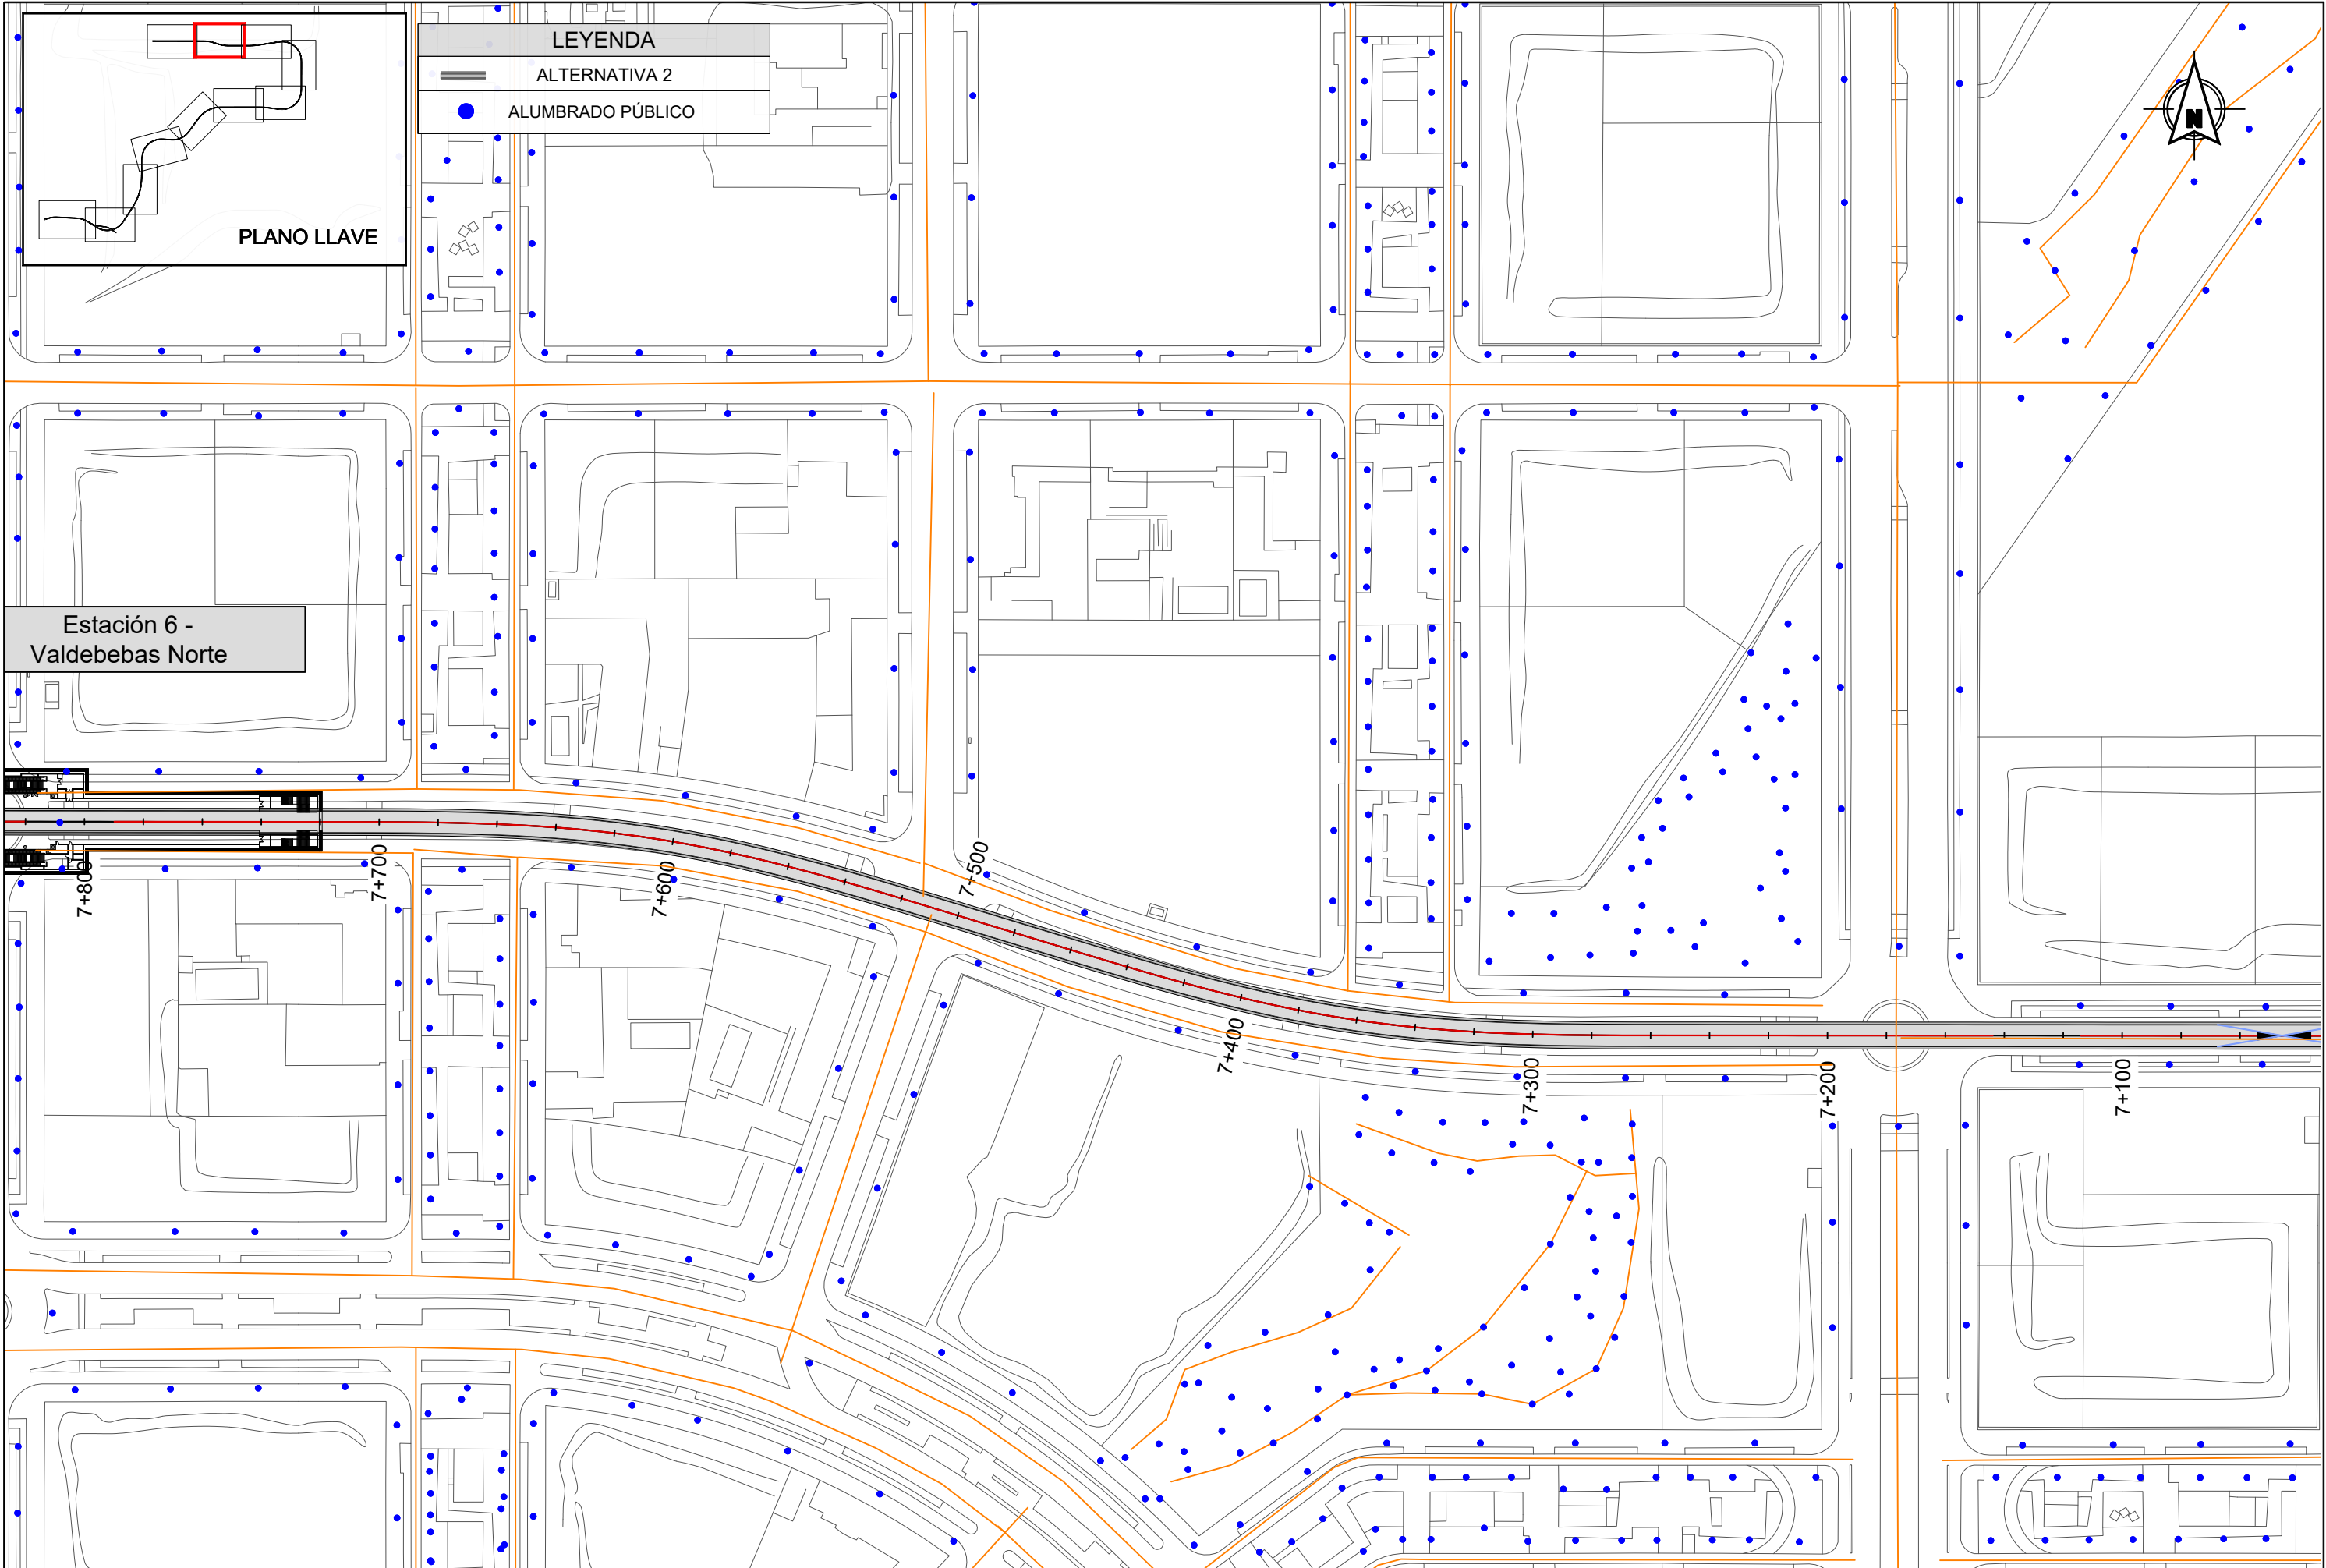 PLANO LLAVE
LEYENDA
ALTERNATIVA 2
ALUMBRADO PÚBLICO
N
Estación 6 -
Valdebebas Norte
7+800
7+700
7+600
7+500
7+400
7+300
7+200
7+100